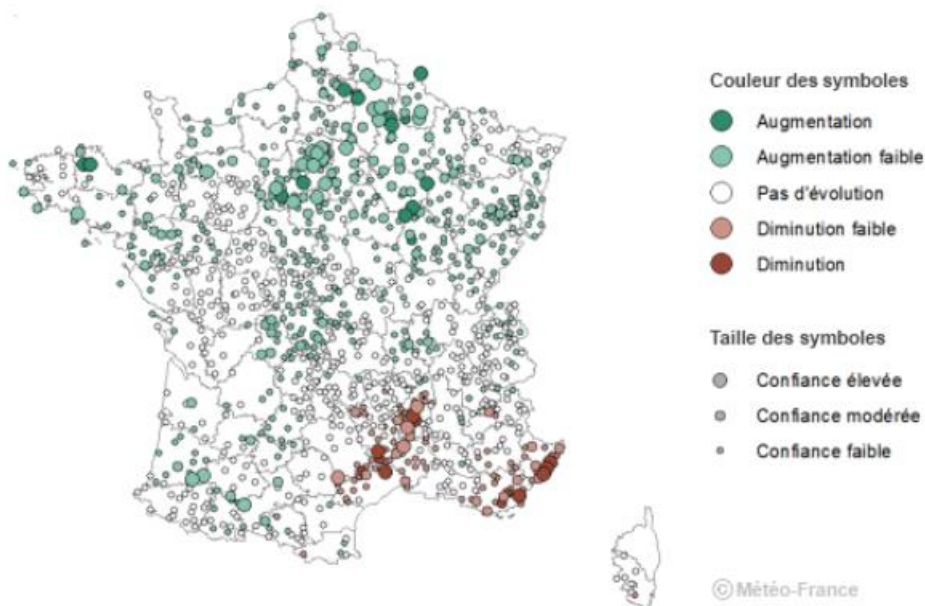 Couleur des symboles
Augmentation
Augmentation faible
Pas d'évolution
Diminution faible
Diminution
Taille des symboles
Confiance élevée
Confiance modérée
Confiance faible
© Météo-France